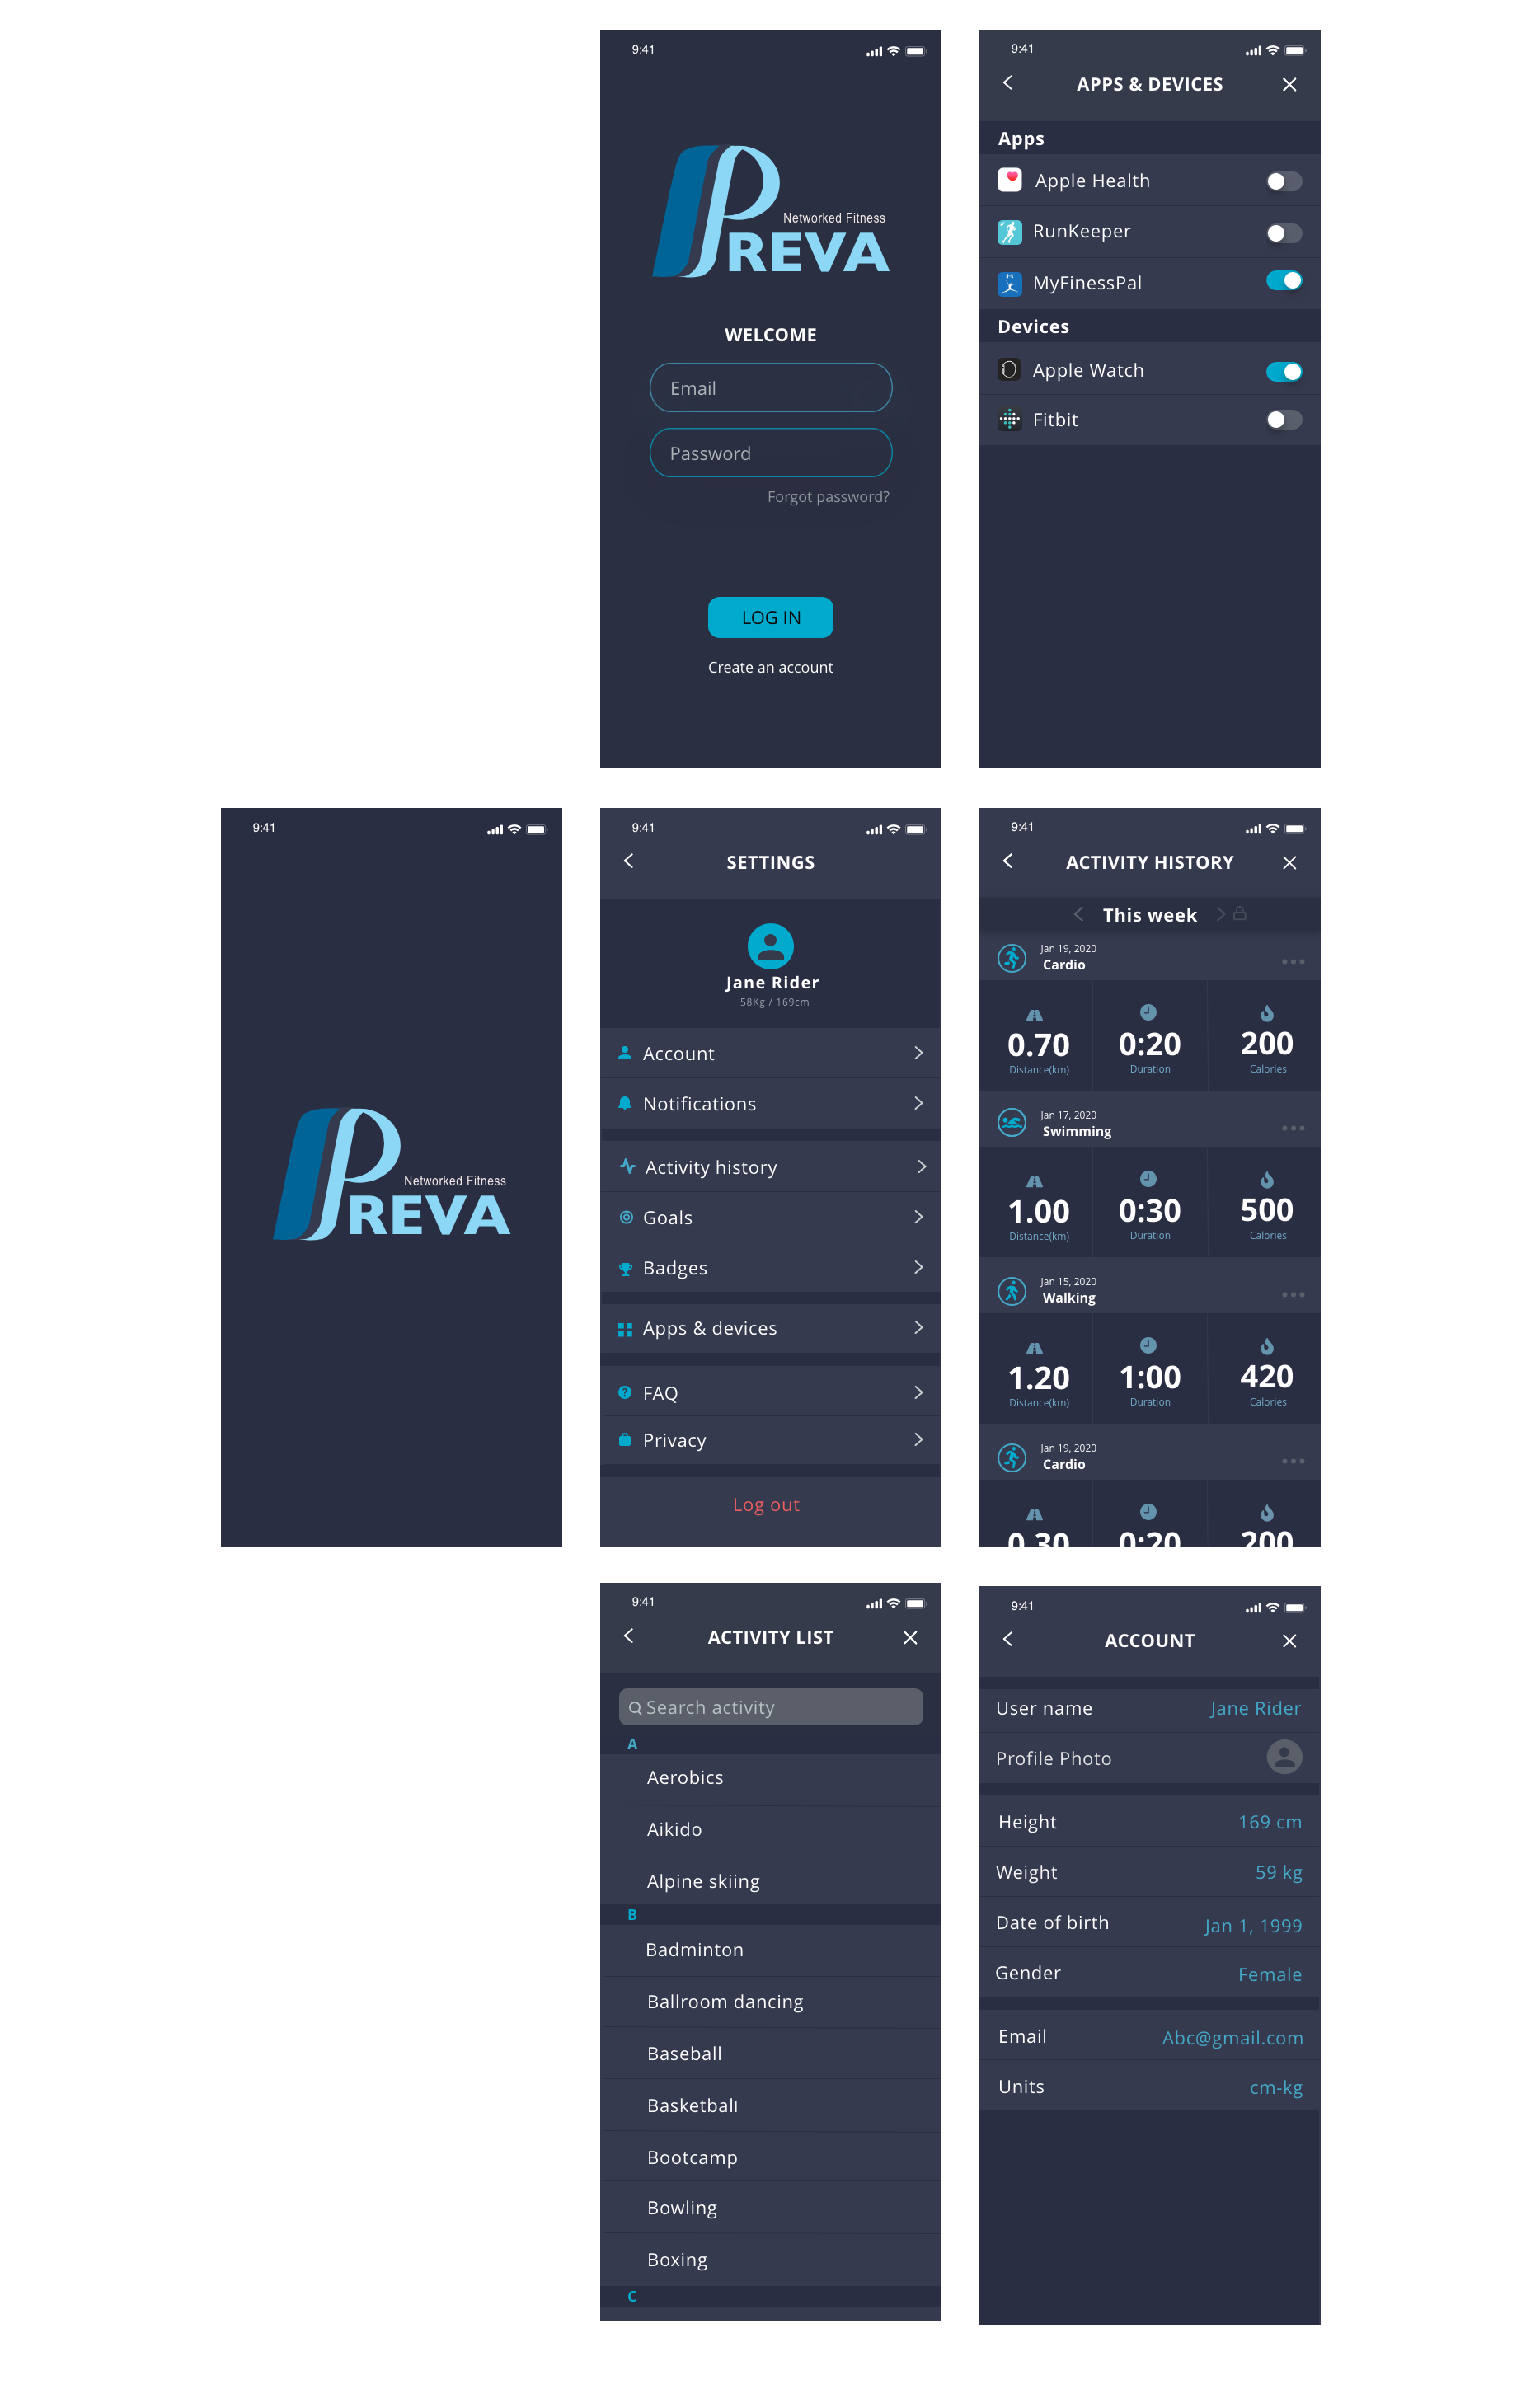 9:41
Networked Fitness
PREVA
WELCOME
Email
Password
Forgot password?
LOG IN
Create an account
9:41
APPS & DEVICES
Apps
Apple Health
RunKeeper
MyFinessPal
Devices
Apple Watch
Fitbit
9:41
Networked Fitness
PREVA
9:41
SETTINGS
Jane Rider
58Kg / 169cm
Account
Notifications
Activity history
Goals
Badges
Apps & devices
FAQ
Privacy
Log out
9:41
ACTIVITY HISTORY
This week
Jan 19, 2020
Cardio
0.70 0:20 200
Distance(km) Duration Calories
Jan 17, 2020
Swimming
1.00 0:30 500
Distance(km) Duration Calories
Jan 15, 2020
Walking
1.20 1:00 420
Distance(km) Duration Calories
Jan 19, 2020
Cardio
0.30 0:20 200
9:41
ACTIVITY LIST
Search activity
A
Aerobics
Aikido
Alpine skiing
B
Badminton
Ballroom dancing
Baseball
Basketball
Bootcamp
Bowling
Boxing
C
9:41
ACCOUNT
User name Jane Rider
Profile Photo
Height 169 cm
Weight 59 kg
Date of birth Jan 1, 1999
Gender Female
Email Abc@gmail.com
Units cm-kg